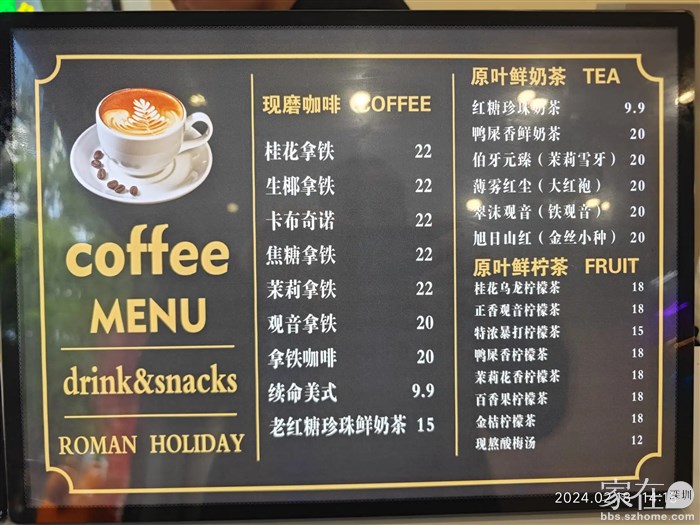 coffee
MENU
drink&snacks
ROMAN HOLIDAY
现磨咖啡 COFFEE
桂花拿铁 22
生椰拿铁 22
卡布奇诺 22
焦糖拿铁 22
茉莉拿铁 22
观音拿铁 20
拿铁咖啡 20
续命美式 9.9
老红糖珍珠鲜奶茶 15
原叶鲜奶茶 TEA
红糖珍珠奶茶 9.9
鸭屎香鲜奶茶 20
伯牙元臻（茉莉雪牙） 20
薄雾红尘（大红袍） 20
翠沫观音（铁观音） 20
旭日山红（金丝小种） 20
原叶鲜柠茶 FRUIT
桂花乌龙柠檬茶 18
正香观音柠檬茶 18
特浓暴打柠檬茶 15
鸭屎香柠檬茶 18
茉莉花香柠檬茶 18
百香果柠檬茶 18
金桔柠檬茶 18
现熬酸梅汤 12
家在 深圳
bbs.szhome.com